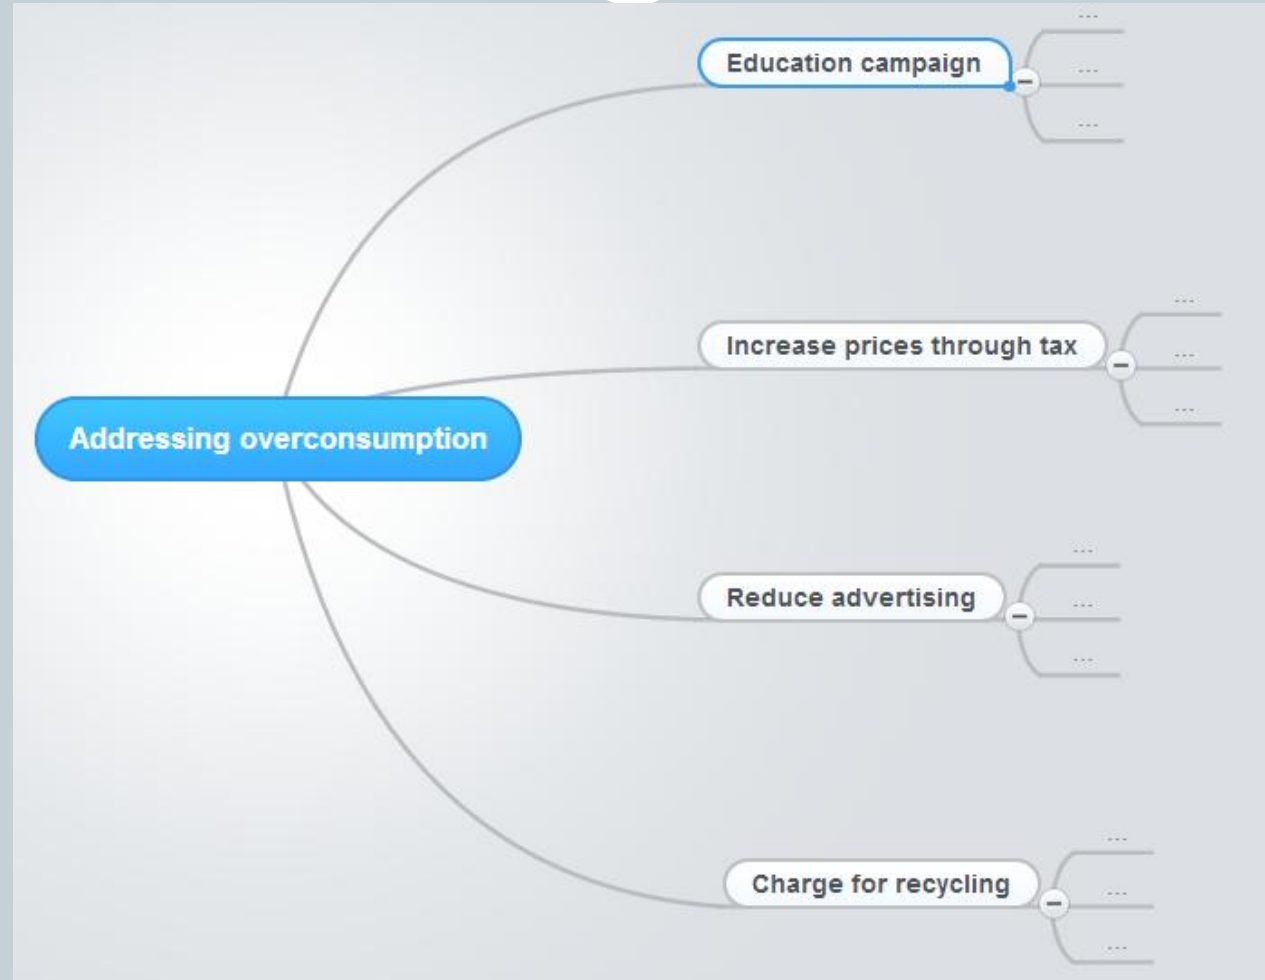 ...
...
...
Education campaign
...
...
...
Increase prices through tax
Addressing overconsumption
...
...
...
Reduce advertising
...
...
...
Charge for recycling